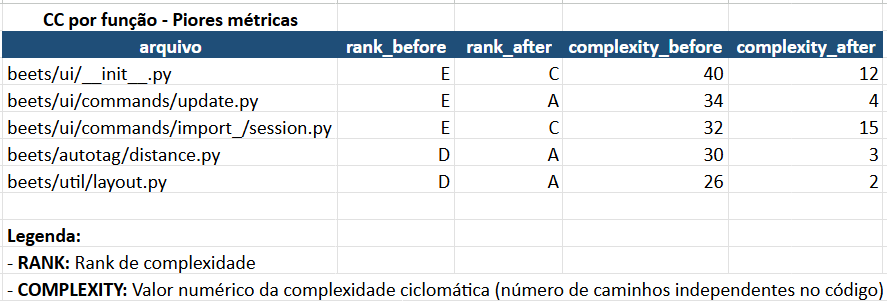 CC por função - Piores métricas
arquivo rank_before rank_after complexity_before complexity_after
beets/ui/__init__.py E C 40 12
beets/ui/commands/update.py E A 34 4
beets/ui/commands/import_/session.py E C 32 15
beets/autotag/distance.py D A 30 3
beets/util/layout.py D A 26 2
Legenda:
- RANK: Rank de complexidade
- COMPLEXITY: Valor numérico da complexidade ciclomática (número de caminhos independentes no código)